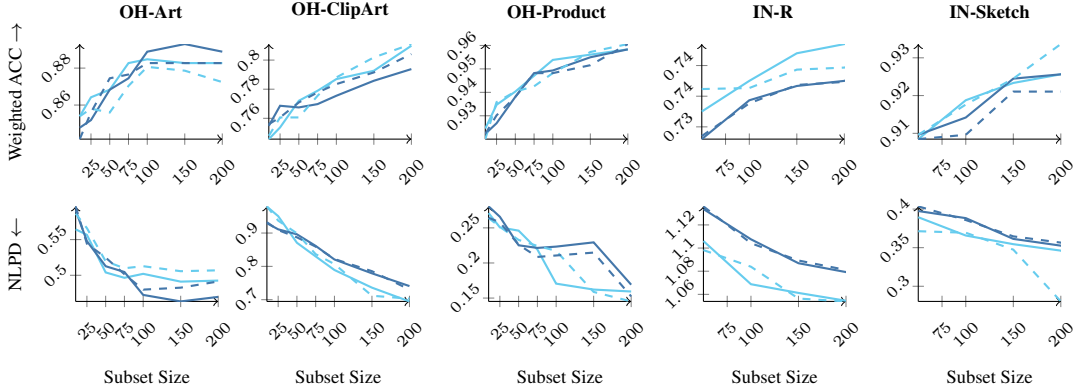 OH-Art OH-ClipArt OH-Product IN-R IN-Sketch
Weighted ACC →
0.88 0.86
0.8 0.78 0.76
0.96 0.95 0.94 0.93
0.74 0.74 0.73
0.93 0.92 0.91
25 50 75 100 150 200 25 50 75 100 150 200 25 50 75 100 150 200 75 100 150 200 75 100 150 200
NLPD ←
0.55 0.5
0.9 0.8 0.7
0.25 0.2 0.15
1.12 1.1 1.08 1.06
0.4 0.35 0.3
25 50 75 100 150 200 25 50 75 100 150 200 25 50 75 100 150 200 75 100 150 200 75 100 150 200
Subset Size Subset Size Subset Size Subset Size Subset Size